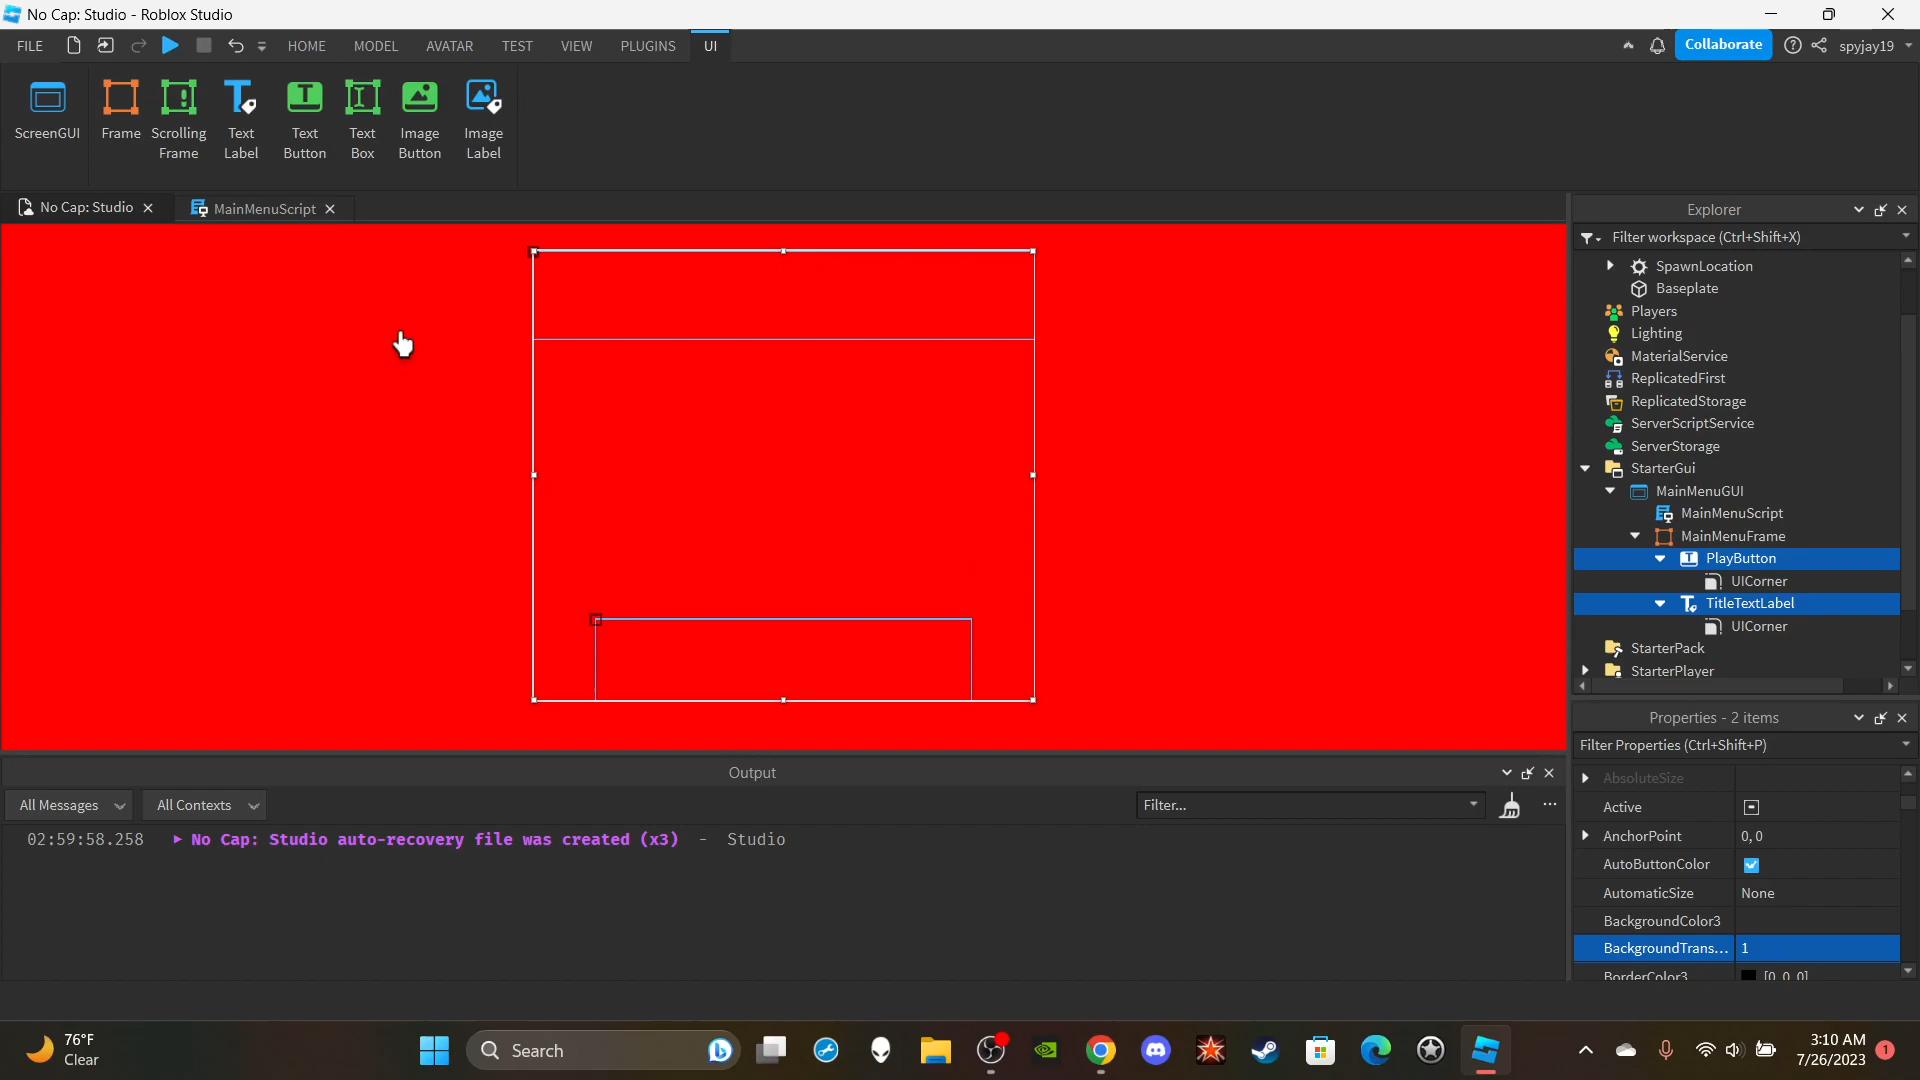 No Cap: Studio - Roblox Studio
FILE
HOME
MODEL
AVATAR
TEST
VIEW
PLUGINS
UI
Collaborate
spyjay19
ScreenGUI
Frame
Scrolling Frame
Text Label
Text Button
Text Box
Image Button
Image Label
No Cap: Studio
MainMenuScript
Explorer
Filter workspace (Ctrl+Shift+X)
SpawnLocation
Baseplate
Players
Lighting
MaterialService
ReplicatedFirst
ReplicatedStorage
ServerScriptService
ServerStorage
StarterGui
MainMenuGUI
MainMenuScript
MainMenuFrame
PlayButton
UICorner
TitleTextLabel
UICorner
StarterPack
StarterPlayer
Properties - 2 items
Filter Properties (Ctrl+Shift+P)
AbsoluteSize
Active
AnchorPoint 0, 0
AutoButtonColor
AutomaticSize None
BackgroundColor3
BackgroundTrans... 1
BorderColor3 [0, 0, 0]
Output
All Messages
All Contexts
Filter...
02:59:58.258 No Cap: Studio auto-recovery file was created (x3) - Studio
76°F
Clear
Search
3:10 AM
7/26/2023
1